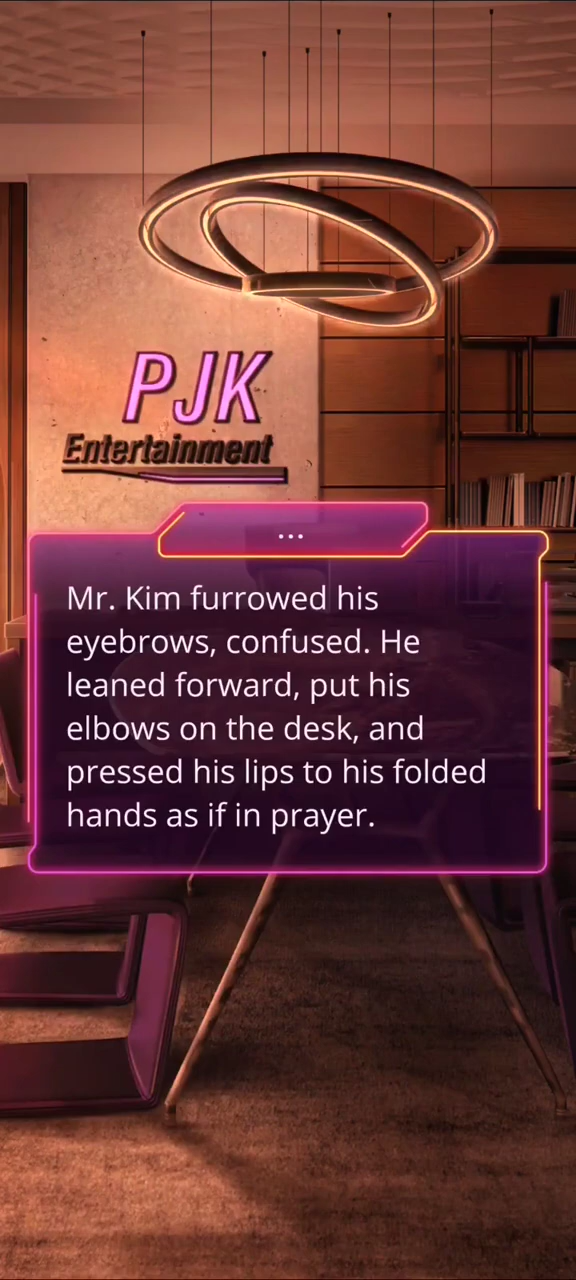 PJK
Entertainment
...
Mr. Kim furrowed his
eyebrows, confused. He
leaned forward, put his
elbows on the desk, and
pressed his lips to his folded
hands as if in prayer.